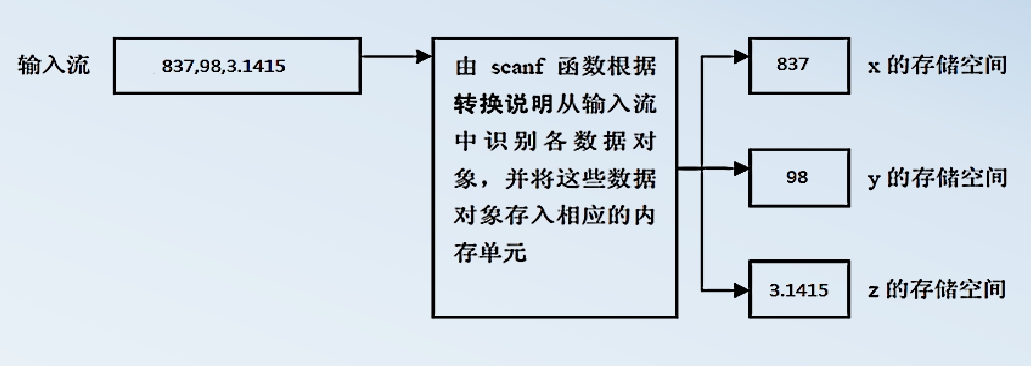 输入流
837,98,3.1415
由 scanf 函数根据
转换说明从输入流
中识别各数据对
象，并将这些数据
对象存入相应的内
存单元
837
x 的存储空间
98
y 的存储空间
3.1415
z 的存储空间